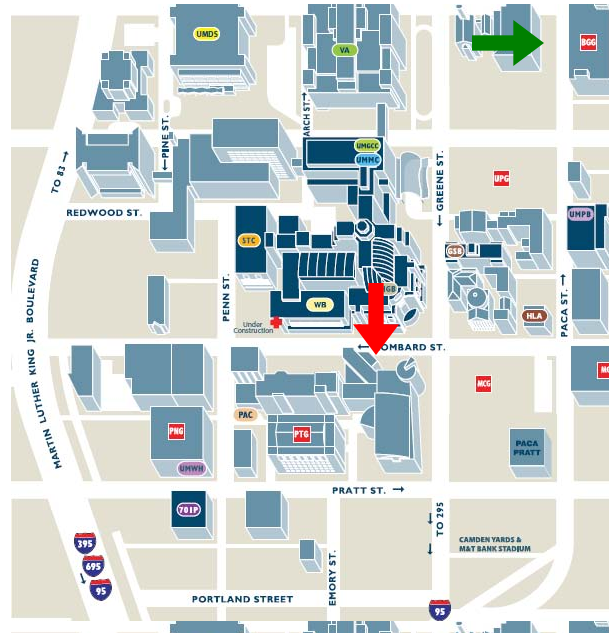 UMDS
VA
BGG
ARCH ST.
PINE ST.
UMGCC
UMMC
GREENE ST.
UPG
TO 83
REDWOOD ST.
UMPB
STC
GSB
MARTIN LUTHER KING JR. BOULEVARD
PENN ST.
PACA ST.
WB
HLA
Under
Construction
OMBARD ST.
MCG
PAC
PNG
PTG
PACA
PRATT
UMWH
PRATT ST.
701P
TO 295
CAMDEN YARDS &
M&T BANK STADIUM
395
695
95
EMORY ST.
PORTLAND STREET
95